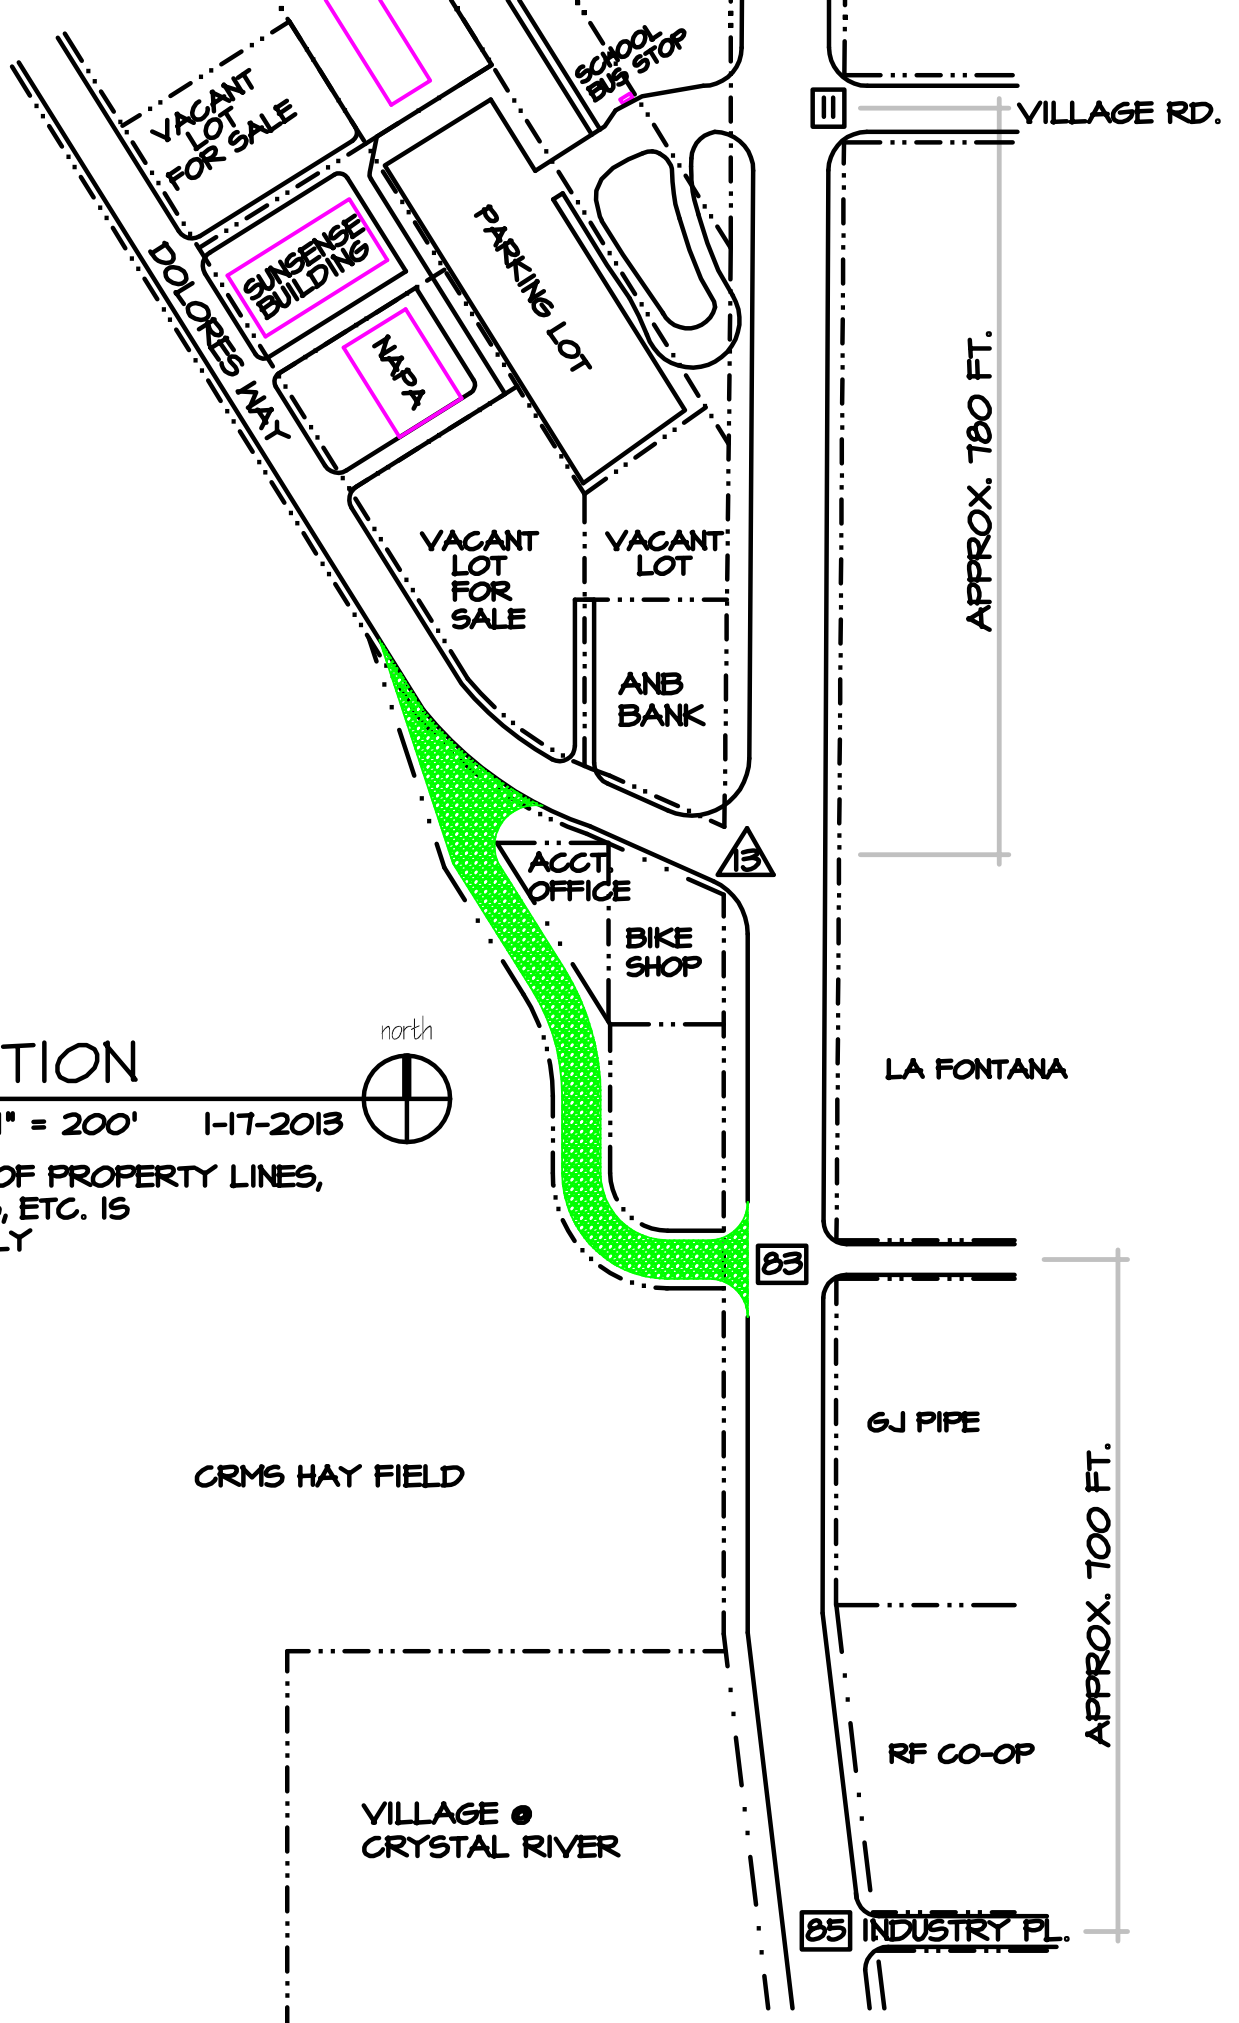 SCHOOL
BUS STOP
VACANT
LOT
FOR SALE
11
VILLAGE RD.
SUNSENSE
BUILDING
PARKING LOT
DOLORES WAY
NAPA
APPROX. 780 FT.
VACANT
LOT
FOR
SALE
VACANT
LOT
ANB
BANK
13
ACCT.
OFFICE
BIKE
SHOP
north
TION
1" = 200' 1-17-2013
OF PROPERTY LINES,
, ETC. IS
LY
LA FONTANA
83
GJ PIPE
CRMS HAY FIELD
APPROX. 700 FT.
RF CO-OP
VILLAGE @
CRYSTAL RIVER
85 INDUSTRY PL.